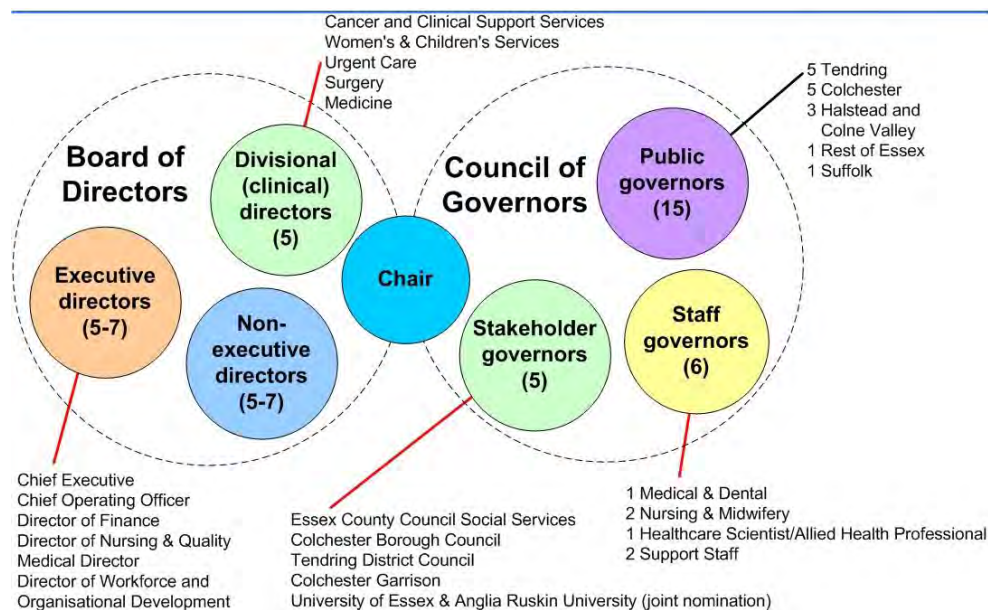 Cancer and Clinical Support Services
Women's & Children's Services
Urgent Care
Surgery
Medicine
5 Tendring
5 Colchester
3 Halstead and
Colne Valley
1 Rest of Essex
1 Suffolk
Board of
Directors
Divisional
(clinical)
directors
(5)
Council of
Governors
Public
governors
(15)
Executive
directors
(5-7)
Chair
Non-
executive
directors
(5-7)
Stakeholder
governors
(5)
Staff
governors
(6)
Chief Executive
Chief Operating Officer
Director of Finance
Director of Nursing & Quality
Medical Director
Director of Workforce and
Organisational Development
Essex County Council Social Services
Colchester Borough Council
Tendring District Council
Colchester Garrison
University of Essex & Anglia Ruskin University (joint nomination)
1 Medical & Dental
2 Nursing & Midwifery
1 Healthcare Scientist/Allied Health Professional
2 Support Staff